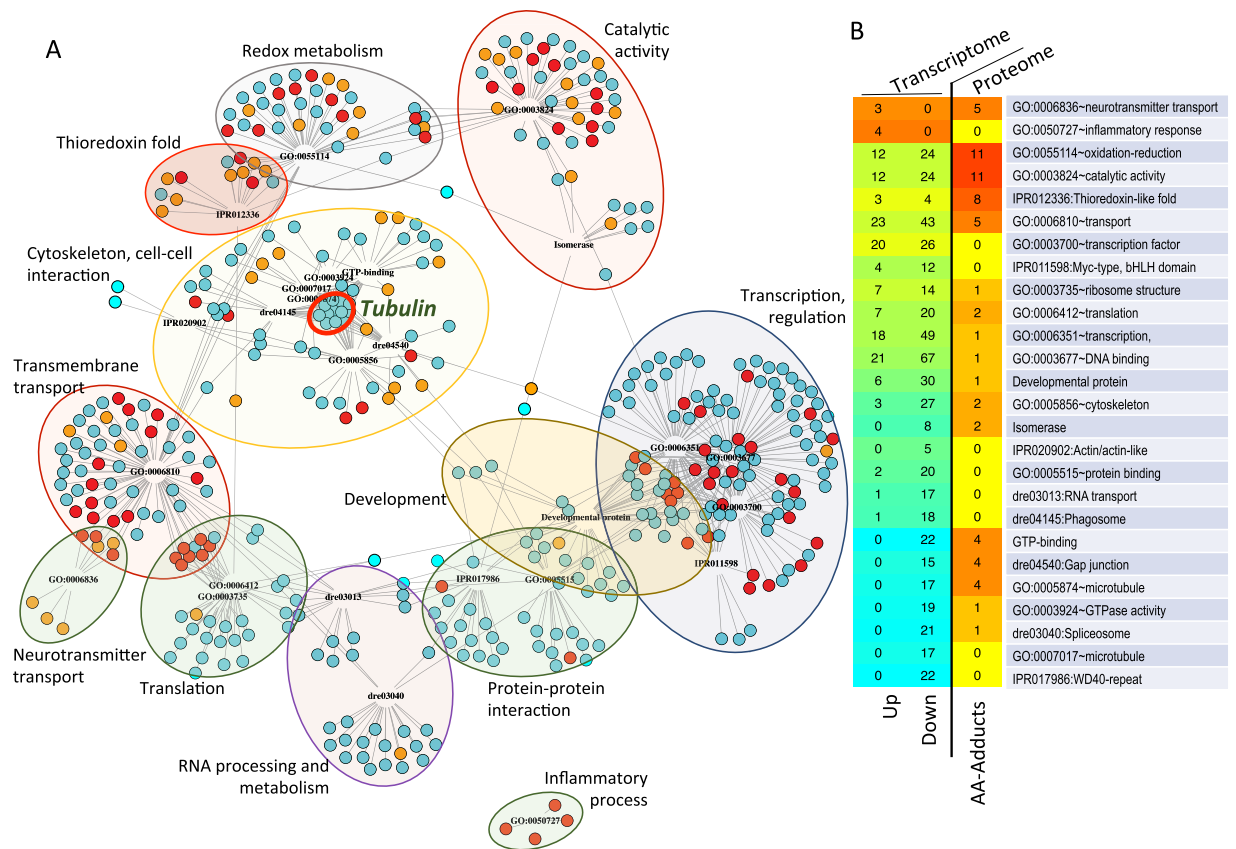 A
Redox metabolism
Catalytic
activity
GO:0003824
GO:0055114
Thioredoxin fold
IPR012336
Isomerase
Cytoskeleton, cell-cell
interaction
GTP-binding
GO:0003924
GO:0007017
dre04145
Tubulin
IPR020902
dre04540
GO:0005856
Transcription,
regulation
Transmembrane
transport
GO:0006810
GO:0006351
GO:0003677
GO:0003700
Development
Developmental protein
IPR011598
GO:0006836
GO:0006412
GO:0003735
dre03013
IPR017986
GO:0005515
Neurotransmitter
transport
Translation
dre03040
Protein-protein
interaction
RNA processing and
metabolism
Inflammatory
process
GO:0050727
B
Transcriptome
Proteome
3 0 5 GO:0006836~neurotransmitter transport
4 0 0 GO:0050727~inflammatory response
12 24 11 GO:0055114~oxidation-reduction
12 24 11 GO:0003824~catalytic activity
3 4 8 IPR012336:Thioredoxin-like fold
23 43 5 GO:0006810~transport
20 26 0 GO:0003700~transcription factor
4 12 0 IPR011598:Myc-type, bHLH domain
7 14 1 GO:0003735~ribosome structure
7 20 2 GO:0006412~translation
18 49 1 GO:0006351~transcription,
21 67 1 GO:0003677~DNA binding
6 30 1 Developmental protein
3 27 2 GO:0005856~cytoskeleton
0 8 2 Isomerase
0 5 0 IPR020902:Actin/actin-like
2 20 0 GO:0005515~protein binding
1 17 0 dre03013:RNA transport
1 18 0 dre04145:Phagosome
0 22 4 GTP-binding
0 15 4 dre04540:Gap junction
0 17 4 GO:0005874~microtubule
0 19 1 GO:0003924~GTPase activity
0 21 1 dre03040:Spliceosome
0 17 0 GO:0007017~microtubule
0 22 0 IPR017986:WD40-repeat
Up
Down
AA-Adducts